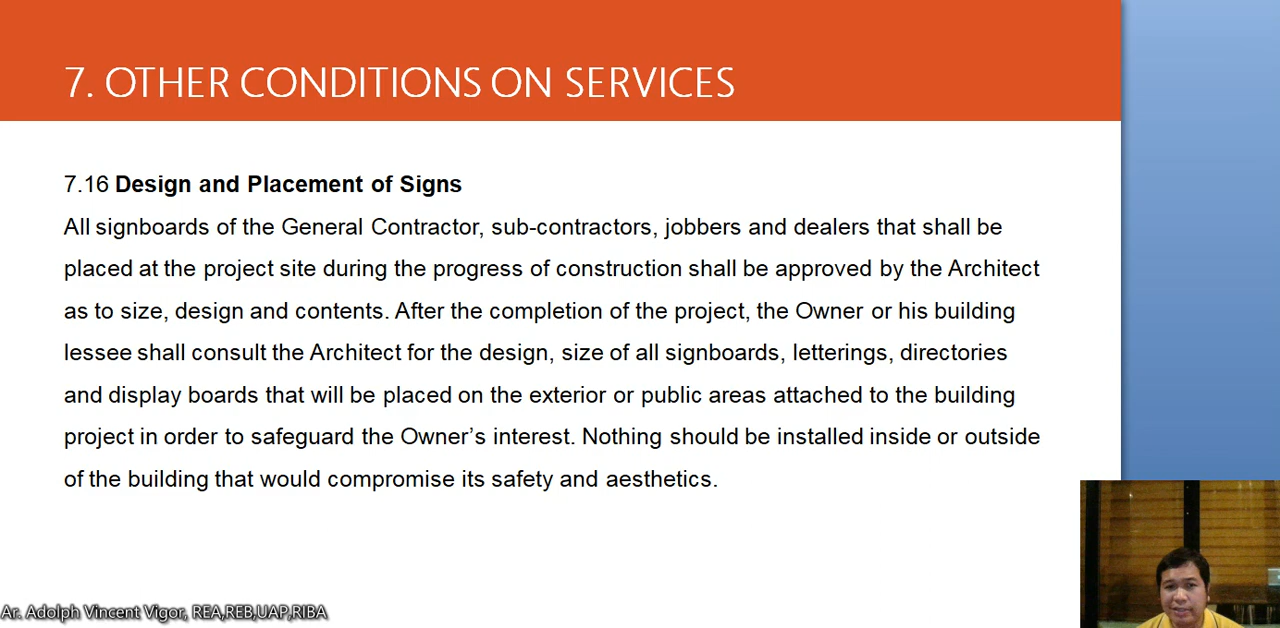 7. OTHER CONDITIONS ON SERVICES
7.16 Design and Placement of Signs
All signboards of the General Contractor, sub-contractors, jobbers and dealers that shall be
placed at the project site during the progress of construction shall be approved by the Architect
as to size, design and contents. After the completion of the project, the Owner or his building
lessee shall consult the Architect for the design, size of all signboards, letterings, directories
and display boards that will be placed on the exterior or public areas attached to the building
project in order to safeguard the Owner’s interest. Nothing should be installed inside or outside
of the building that would compromise its safety and aesthetics.
Ar. Adolph Vincent Vigor, REA,REB,UAP,RIBA